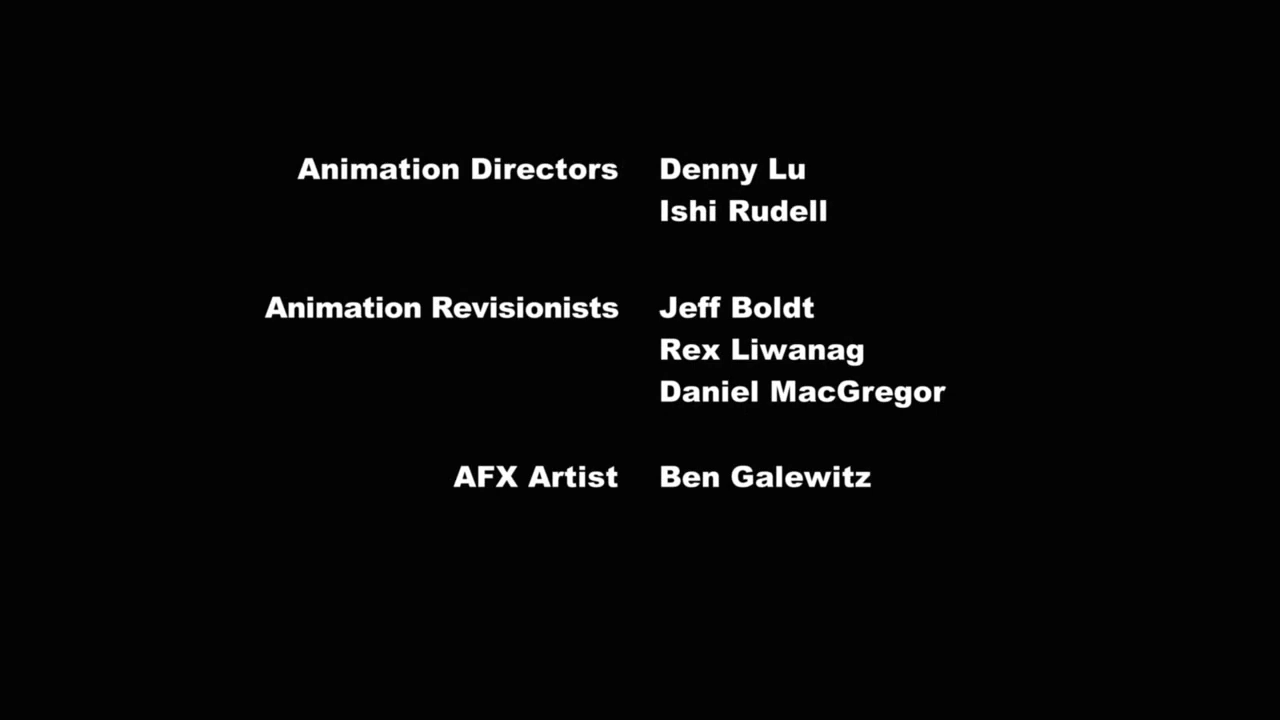 Animation Directors Denny Lu
Ishi Rudell
Animation Revisionists Jeff Boldt
Rex Liwanag
Daniel MacGregor
AFX Artist Ben Galewitz